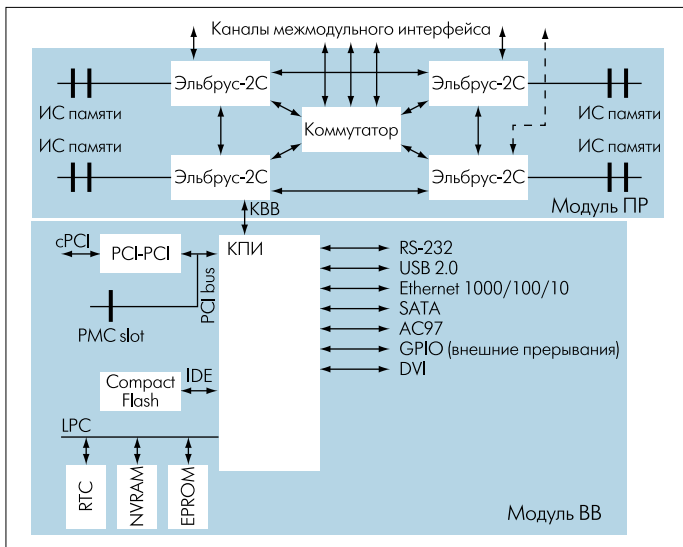 Каналы межмодульного интерфейса
Эльбрус-2С
Эльбрус-2С
ИС памяти
ИС памяти
Коммутатор
ИС памяти
ИС памяти
Эльбрус-2С
Эльбрус-2С
Модуль ПР
КВВ
cPCI
PCI-PCI
КПИ
PCI bus
PMC slot
RS-232
USB 2.0
Ethernet 1000/100/10
SATA
AC97
GPIO (внешние прерывания)
DVI
Compact
Flash
IDE
LPC
RTC
NVRAM
EPROM
Модуль ВВ